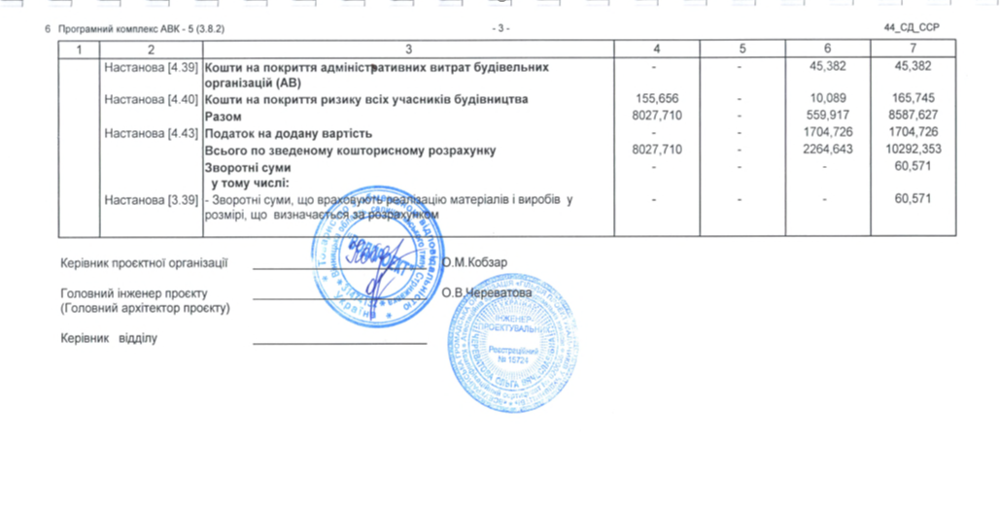 6 Програмний комплекс АВК - 5 (3.8.2) - 3 - 44_СД_ССР
1 2 3 4 5 6 7
Настанова [4.39] Кошти на покриття адміністративних витрат будівельних - - 45,382 45,382
організацій (АВ)
Настанова [4.40] Кошти на покриття ризику всіх учасників будівництва 155,656 - 10,089 165,745
Разом 8027,710 - 559,917 8587,627
Настанова [4.43] Податок на додану вартість - - 1704,726 1704,726
Всього по зведеному кошторисному розрахунку 8027,710 - 2264,643 10292,353
Зворотні суми - - - 60,571
у тому числі:
Настанова [3.39] - Зворотні суми, що враховують реалізацію матеріалів і виробів у - - - 60,571
розмірі, що визначається за розрахунком
Керівник проєктної організації О.М.Кобзар
Головний інженер проєкту О.В.Череватова
(Головний архітектор проєкту)
Керівник відділу
Товариство з обмеженою відповідальністю
Україна
ІНЖЕНЕР-
ПРОЕКТУВАЛЬНИК
Реєстраційний
№ 15724
ЧЕРЕВАТОВА ОЛЬГА